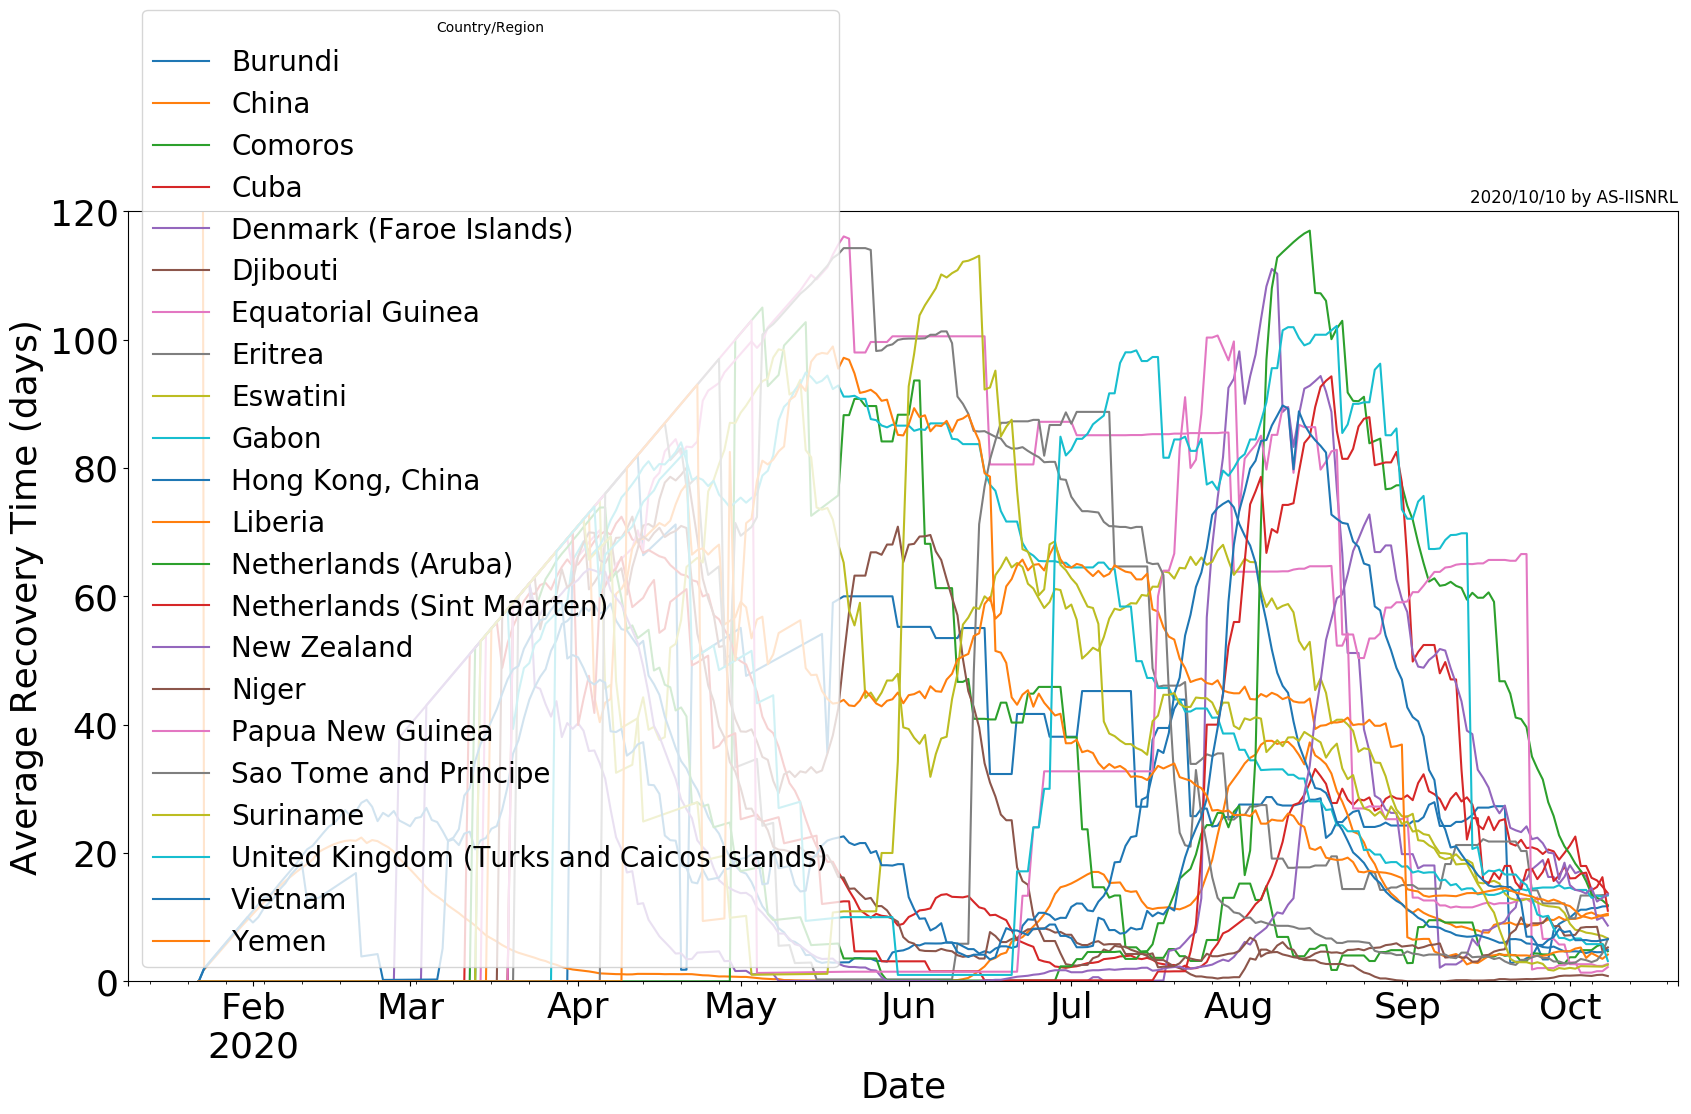 Country/Region
Burundi
China
Comoros
Cuba
Denmark (Faroe Islands)
Djibouti
Equatorial Guinea
Eritrea
Eswatini
Gabon
Hong Kong, China
Liberia
Netherlands (Aruba)
Netherlands (Sint Maarten)
New Zealand
Niger
Papua New Guinea
Sao Tome and Principe
Suriname
United Kingdom (Turks and Caicos Islands)
Vietnam
Yemen
2020/10/10 by AS-IISNRL
Average Recovery Time (days)
120
100
80
60
40
20
0
Feb Mar Apr May Jun Jul Aug Sep Oct
2020
Date